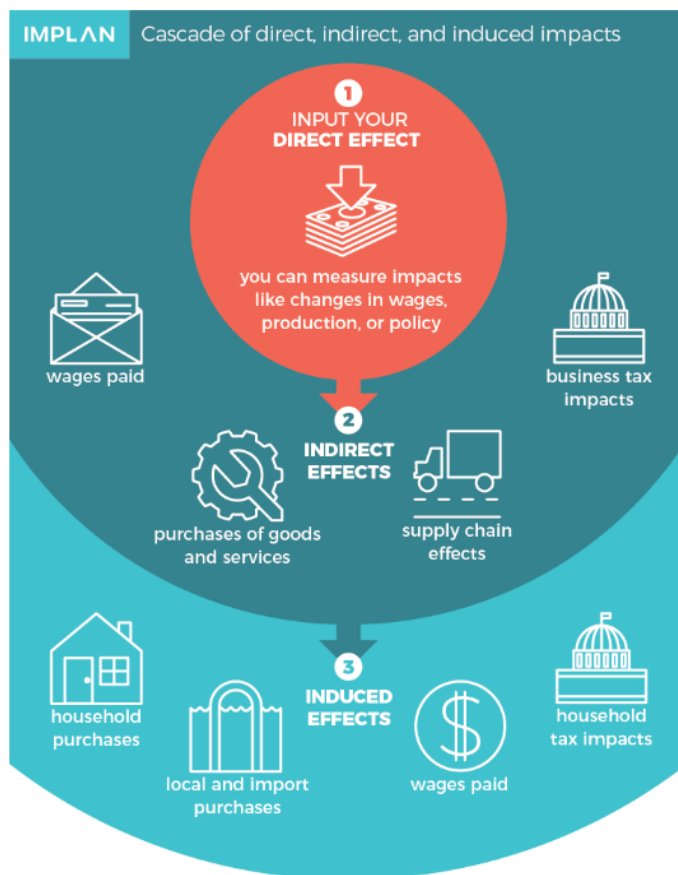 IMPLAN
Cascade of direct, indirect, and induced impacts
1
INPUT YOUR
DIRECT EFFECT
you can measure impacts
like changes in wages,
production, or policy
wages paid
business tax
impacts
2
INDIRECT
EFFECTS
purchases of goods
and services
supply chain
effects
3
INDUCED
EFFECTS
household
purchases
local and import
purchases
wages paid
household
tax impacts